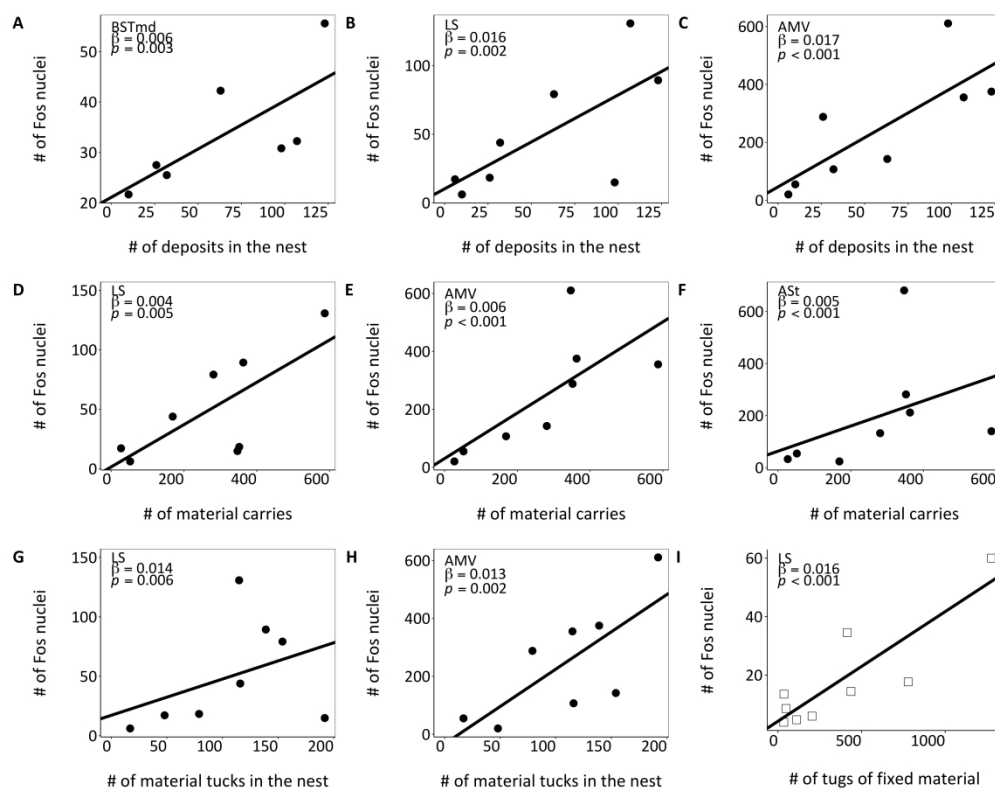 A
BSTmd
β = 0.006
p = 0.003
# of Fos nuclei
50
40
30
20
0 25 50 75 100 125
# of deposits in the nest
B
LS
β = 0.016
p = 0.002
# of Fos nuclei
100
50
0
0 25 50 75 100 125
# of deposits in the nest
C
AMV
β = 0.017
p < 0.001
# of Fos nuclei
600
400
200
0
0 25 50 75 100 125
# of deposits in the nest
D
LS
β = 0.004
p = 0.005
# of Fos nuclei
150
100
50
0
0 200 400 600
# of material carries
E
AMV
β = 0.006
p < 0.001
# of Fos nuclei
600
400
200
0
0 200 400 600
# of material carries
F
ASt
β = 0.005
p < 0.001
# of Fos nuclei
600
400
200
0
0 200 400 600
# of material carries
G
LS
β = 0.014
p = 0.006
# of Fos nuclei
150
100
50
0
0 50 100 150 200
# of material tucks in the nest
H
AMV
β = 0.013
p = 0.002
# of Fos nuclei
600
400
200
0
0 50 100 150 200
# of material tucks in the nest
I
LS
β = 0.016
p < 0.001
# of Fos nuclei
60
40
20
0
0 500 1000
# of tugs of fixed material